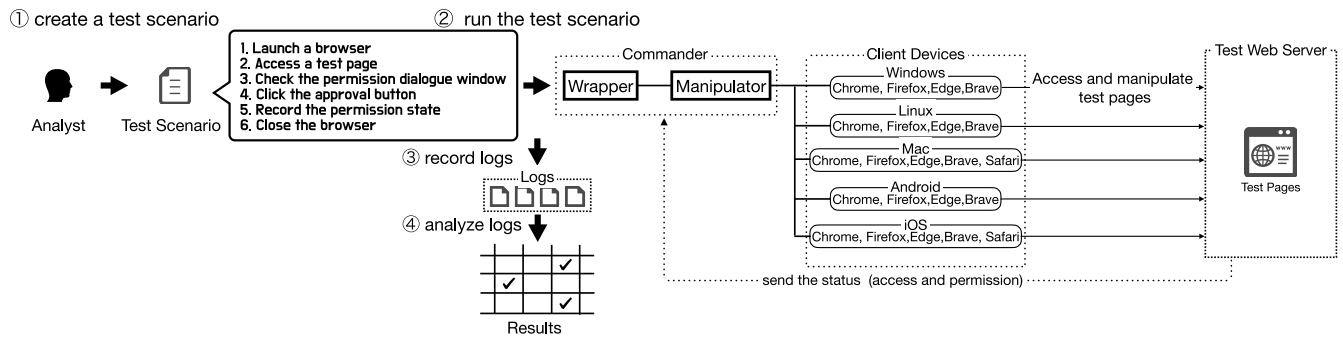 ① create a test scenario
Analyst
Test Scenario
1. Launch a browser
2. Access a test page
3. Check the permission dialogue window
4. Click the approval button
5. Record the permission state
6. Close the browser
② run the test scenario
Commander
Wrapper
Manipulator
Client Devices
Windows
Chrome, Firefox,Edge,Brave
Linux
Chrome, Firefox,Edge,Brave
Mac
Chrome, Firefox,Edge,Brave, Safari
Android
Chrome, Firefox,Edge,Brave
iOS
Chrome, Firefox,Edge,Brave, Safari
Access and manipulate
test pages
Test Web Server
www
Test Pages
send the status (access and permission)
③ record logs
Logs
④ analyze logs
Results